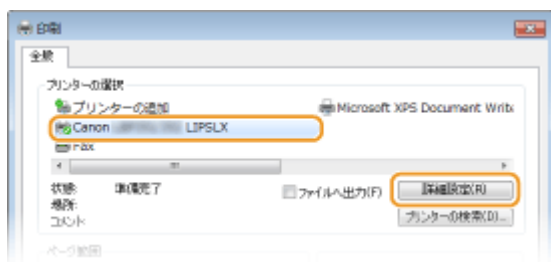 印刷
全般
プリンターの選択
プリンターの追加
Microsoft XPS Document Write
Canon LIPSLX
Fax
状態: 準備完了
場所:
コメント:
ファイルへ出力(F)
詳細設定(R)
プリンターの検索(D)...
ページ範囲